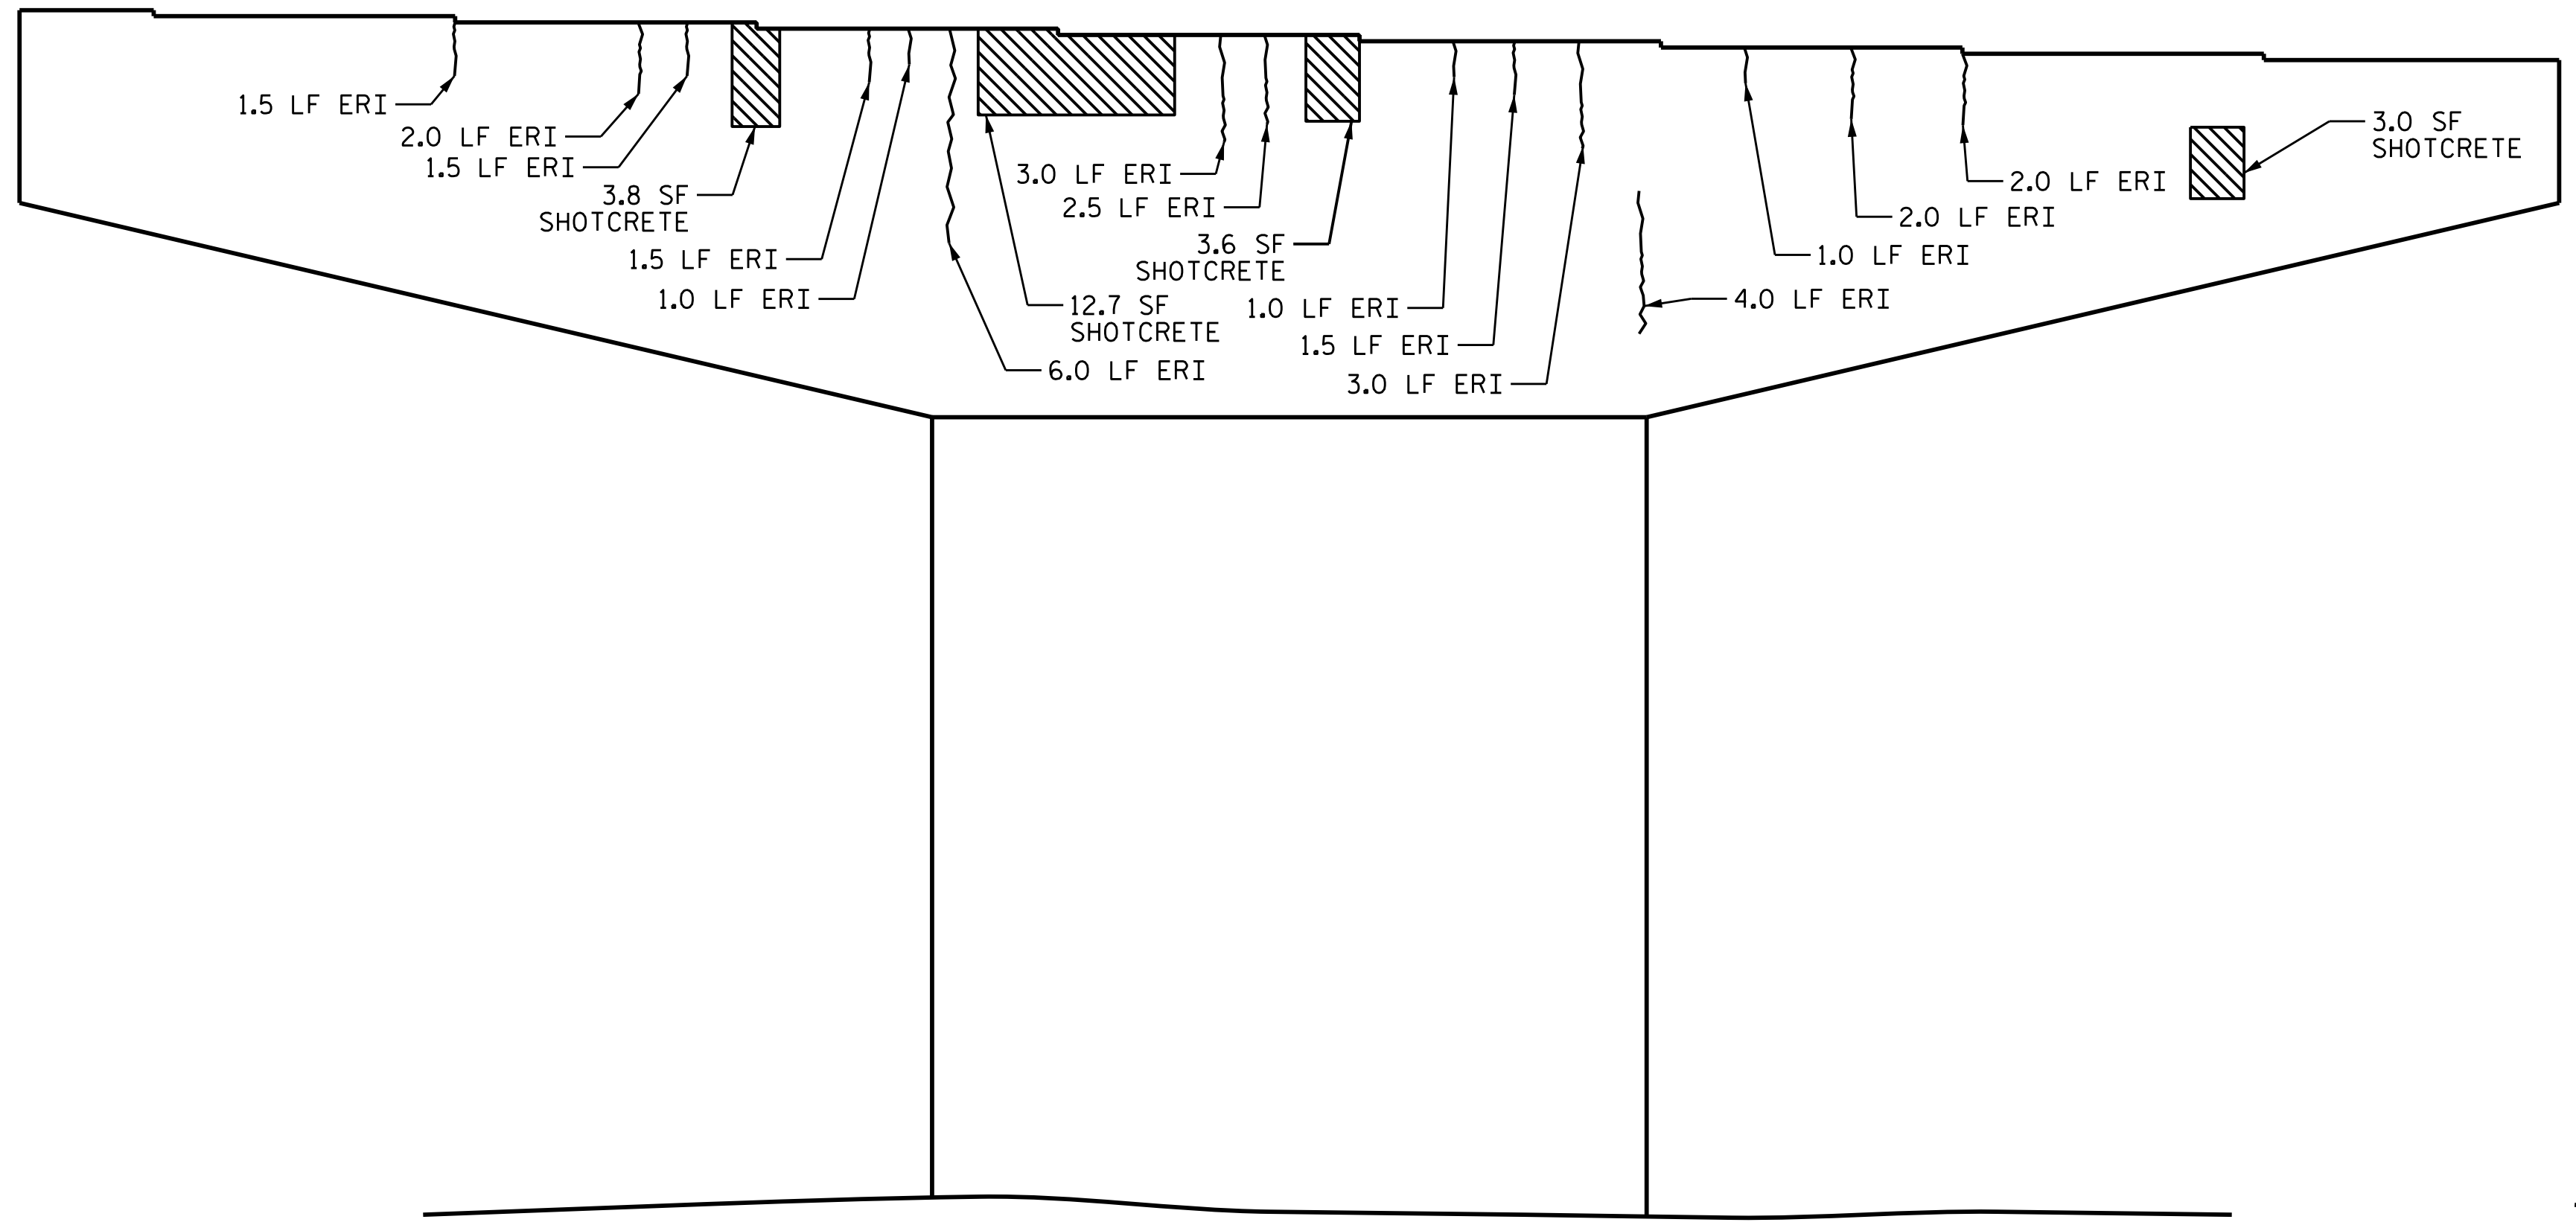 1.5 LF ERI
2.0 LF ERI
1.5 LF ERI
3.8 SF
SHOTCRETE
1.5 LF ERI
1.0 LF ERI
6.0 LF ERI
12.7 SF
SHOTCRETE
3.0 LF ERI
2.5 LF ERI
3.6 SF
SHOTCRETE
1.0 LF ERI
1.5 LF ERI
3.0 LF ERI
4.0 LF ERI
1.0 LF ERI
2.0 LF ERI
2.0 LF ERI
3.0 SF
SHOTCRETE